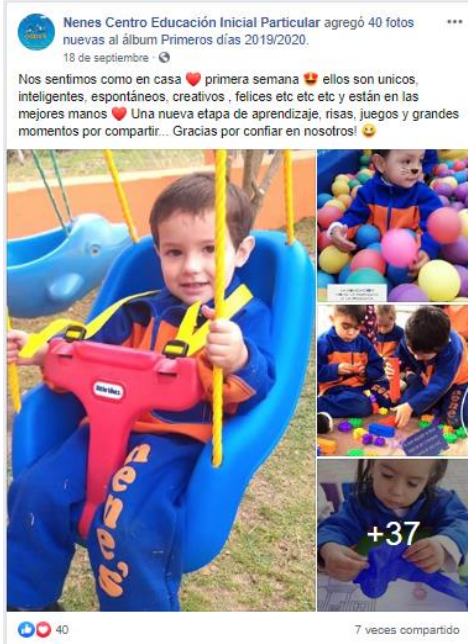 Nenes Centro Educación Inicial Particular agregó 40 fotos
nuevas al álbum Primeros días 2019/2020.
18 de septiembre ·
Nos sentimos como en casa ❤️ primera semana 😍 ellos son unicos,
inteligentes, espontáneos, creativos , felices etc etc etc y están en las
mejores manos ❤️ Una nueva etapa de aprendizaje, risas, juegos y grandes
momentos por compartir... Gracias por confiar en nosotros! 😀
little tikes
nene's
+37
40
7 veces compartido